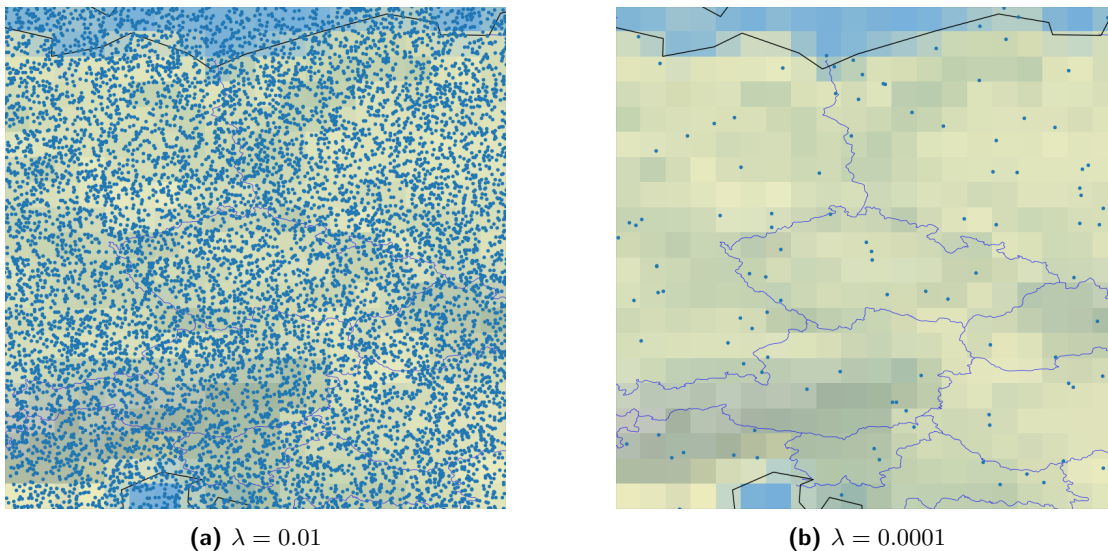 (a) λ = 0.01
(b) λ = 0.0001